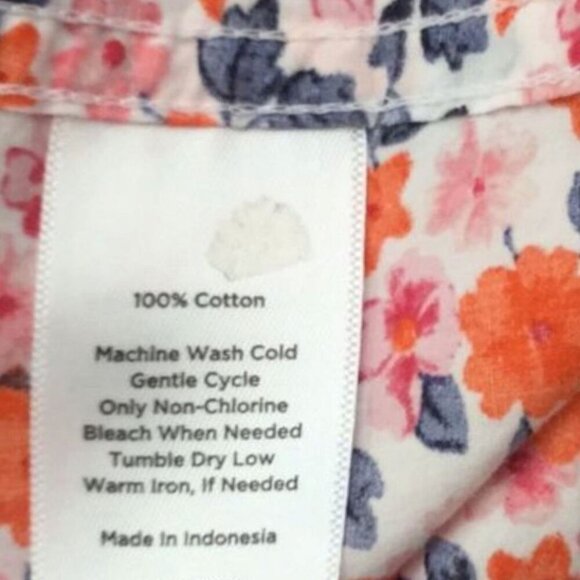 100% Cotton
Machine Wash Cold
Gentle Cycle
Only Non-Chlorine
Bleach When Needed
Tumble Dry Low
Warm Iron, If Needed
Made In Indonesia